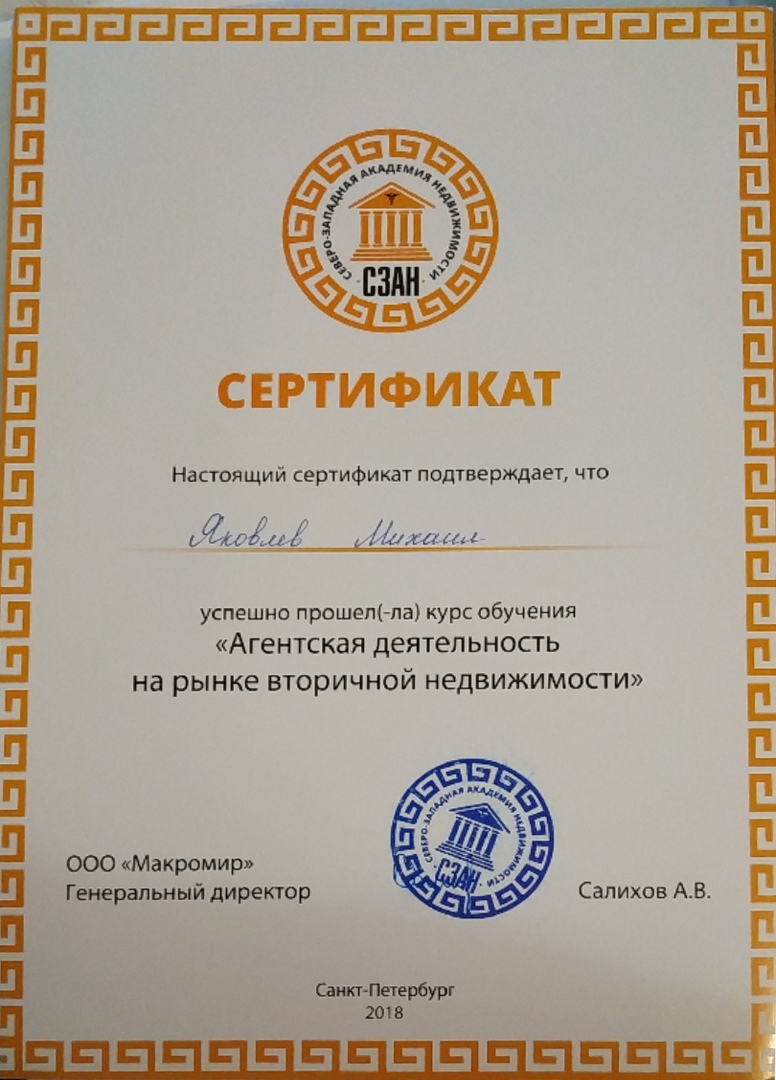 СЕВЕРО-ЗАПАДНАЯ АКАДЕМИЯ НЕДВИЖИМОСТИ
· СЗАН ·
СЕРТИФИКАТ
Настоящий сертификат подтверждает, что
Яковлев Михаил
успешно прошел(-ла) курс обучения
«Агентская деятельность
на рынке вторичной недвижимости»
СЕВЕРО-ЗАПАДНАЯ АКАДЕМИЯ НЕДВИЖИМОСТИ
· СЗАН ·
ООО «Макромир»
Генеральный директор
Салихов А.В.
Санкт-Петербург
2018